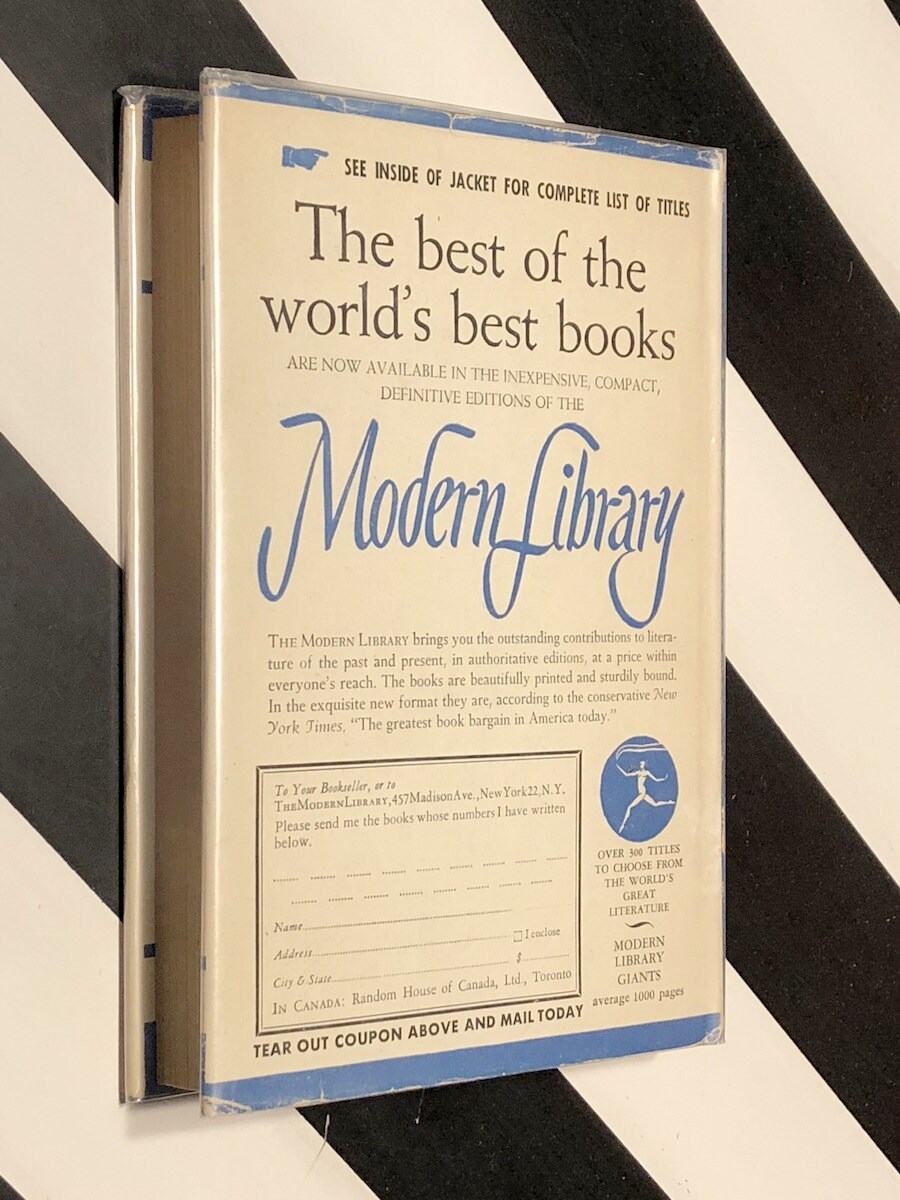 SEE INSIDE OF JACKET FOR COMPLETE LIST OF TITLES
The best of the
world's best books
ARE NOW AVAILABLE IN THE INEXPENSIVE, COMPACT,
DEFINITIVE EDITIONS OF THE
Modern Library
THE MODERN LIBRARY brings you the outstanding contributions to litera-
ture of the past and present, in authoritative editions, at a price within
everyone's reach. The books are beautifully printed and sturdily bound.
In the exquisite new format they are, according to the conservative New
York Times, "The greatest book bargain in America today."
To Your Bookseller, or to
THE MODERN LIBRARY, 457 Madison Ave., New York 22, N. Y.
Please send me the books whose numbers I have written
below.
Name
Address
I enclose
City & State
$
IN CANADA: Random House of Canada, Ltd., Toronto
TEAR OUT COUPON ABOVE AND MAIL TODAY
OVER 300 TITLES
TO CHOOSE FROM
THE WORLD'S
GREAT
LITERATURE
MODERN
LIBRARY
GIANTS
average 1000 pages